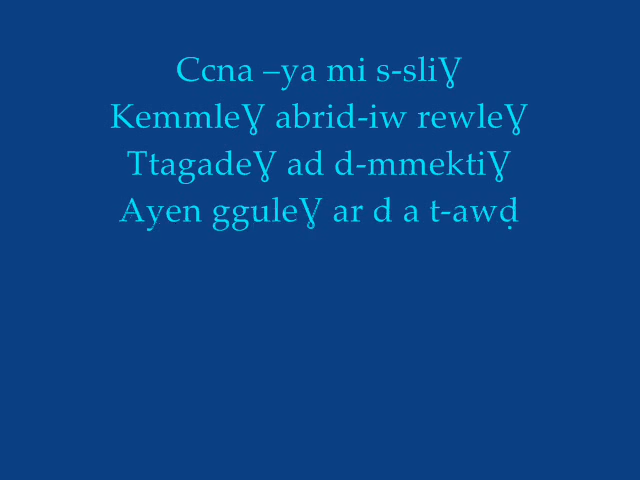 Ccna –ya mi s-sliƔ
KemmleƔ abrid-iw rewleƔ
TtagadeƔ ad d-mmektiƔ
Ayen gguleƔ ar d a t-awḍ